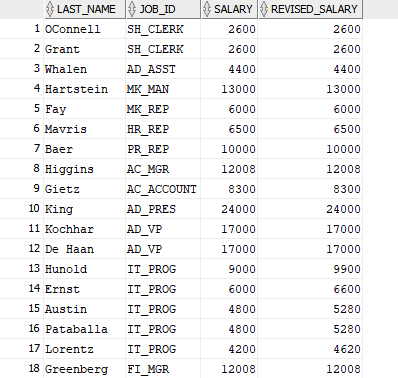 LAST_NAME JOB_ID SALARY REVISED_SALARY
1 OConnell SH_CLERK 2600 2600
2 Grant SH_CLERK 2600 2600
3 Whalen AD_ASST 4400 4400
4 Hartstein MK_MAN 13000 13000
5 Fay MK_REP 6000 6000
6 Mavris HR_REP 6500 6500
7 Baer PR_REP 10000 10000
8 Higgins AC_MGR 12008 12008
9 Gietz AC_ACCOUNT 8300 8300
10 King AD_PRES 24000 24000
11 Kochhar AD_VP 17000 17000
12 De Haan AD_VP 17000 17000
13 Hunold IT_PROG 9000 9900
14 Ernst IT_PROG 6000 6600
15 Austin IT_PROG 4800 5280
16 Pataballa IT_PROG 4800 5280
17 Lorentz IT_PROG 4200 4620
18 Greenberg FI_MGR 12008 12008